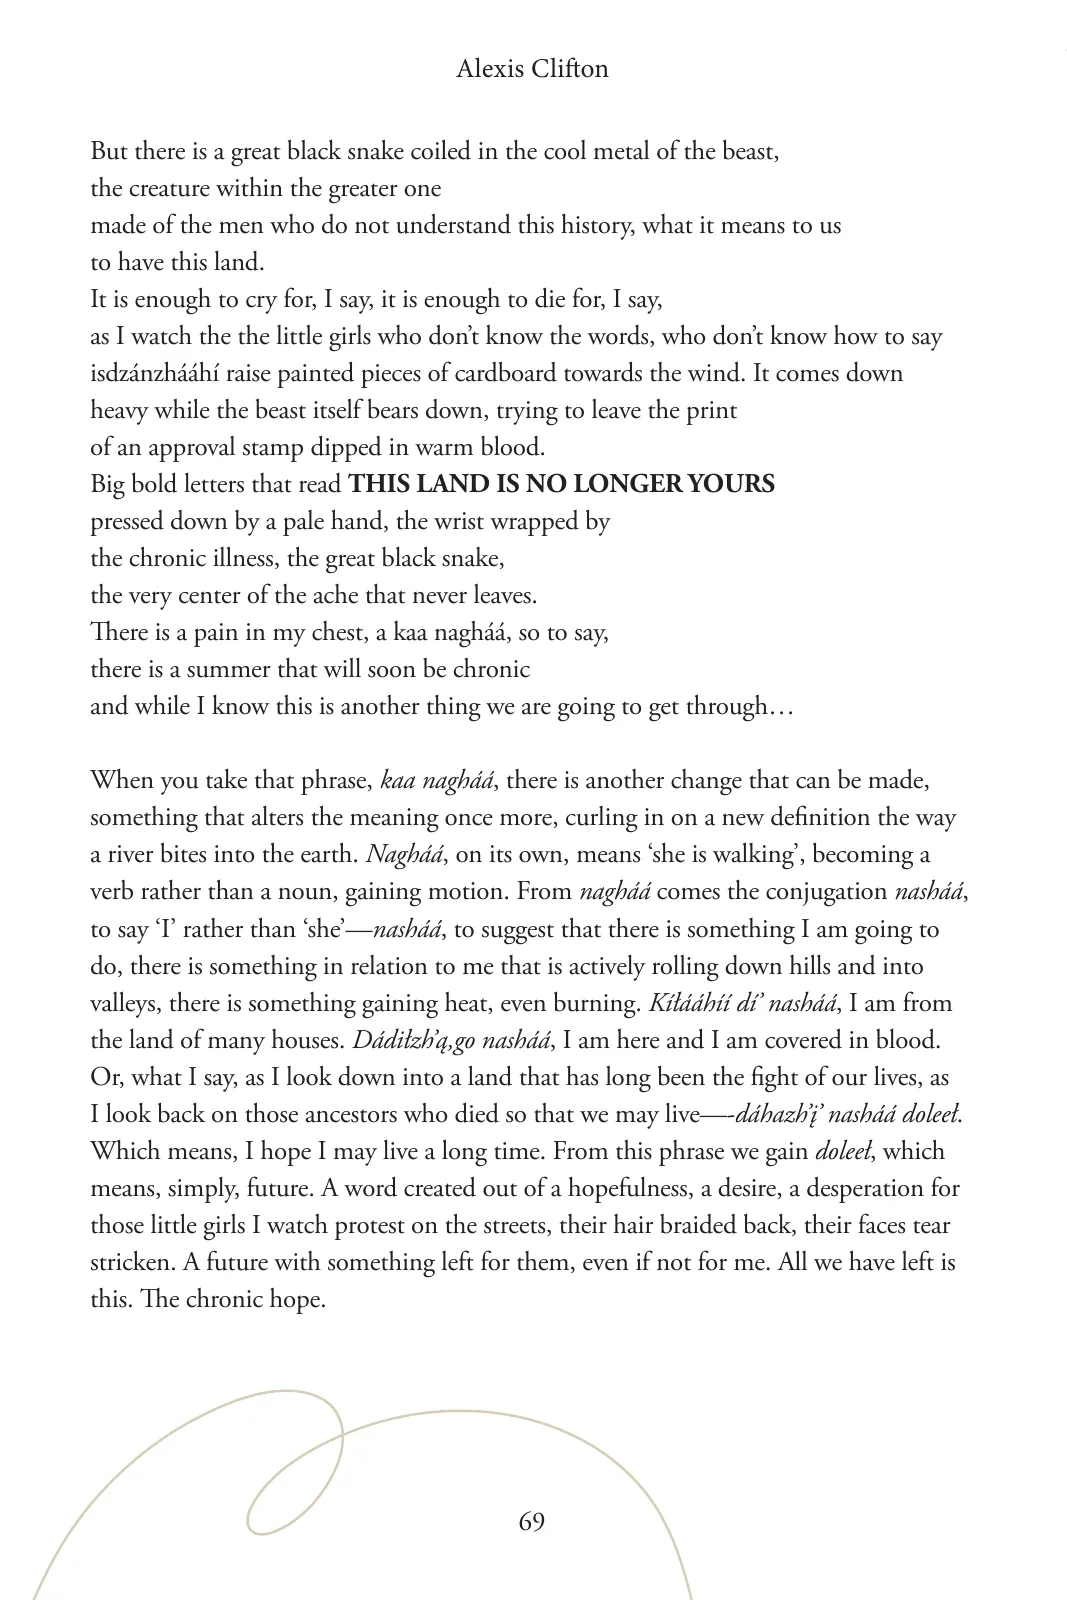 Alexis Clifton
But there is a great black snake coiled in the cool metal of the beast,
the creature within the greater one
made of the men who do not understand this history, what it means to us
to have this land.
It is enough to cry for, I say, it is enough to die for, I say,
as I watch the the little girls who don’t know the words, who don’t know how to say
isdzánzhááhí raise painted pieces of cardboard towards the wind. It comes down
heavy while the beast itself bears down, trying to leave the print
of an approval stamp dipped in warm blood.
Big bold letters that read THIS LAND IS NO LONGER YOURS
pressed down by a pale hand, the wrist wrapped by
the chronic illness, the great black snake,
the very center of the ache that never leaves.
There is a pain in my chest, a kaa nagháá, so to say,
there is a summer that will soon be chronic
and while I know this is another thing we are going to get through…
When you take that phrase, kaa nagháá, there is another change that can be made,
something that alters the meaning once more, curling in on a new definition the way
a river bites into the earth. Nagháá, on its own, means ‘she is walking’, becoming a
verb rather than a noun, gaining motion. From nagháá comes the conjugation nasháá,
to say ‘I’ rather than ‘she’—nasháá, to suggest that there is something I am going to
do, there is something in relation to me that is actively rolling down hills and into
valleys, there is something gaining heat, even burning. Kíłááhíí dí’ nasháá, I am from
the land of many houses. Dádiłzh’ą,go nasháá, I am here and I am covered in blood.
Or, what I say, as I look down into a land that has long been the fight of our lives, as
I look back on those ancestors who died so that we may live—-dáhazh’į’ nasháá doleeł.
Which means, I hope I may live a long time. From this phrase we gain doleeł, which
means, simply, future. A word created out of a hopefulness, a desire, a desperation for
those little girls I watch protest on the streets, their hair braided back, their faces tear
stricken. A future with something left for them, even if not for me. All we have left is
this. The chronic hope.
69